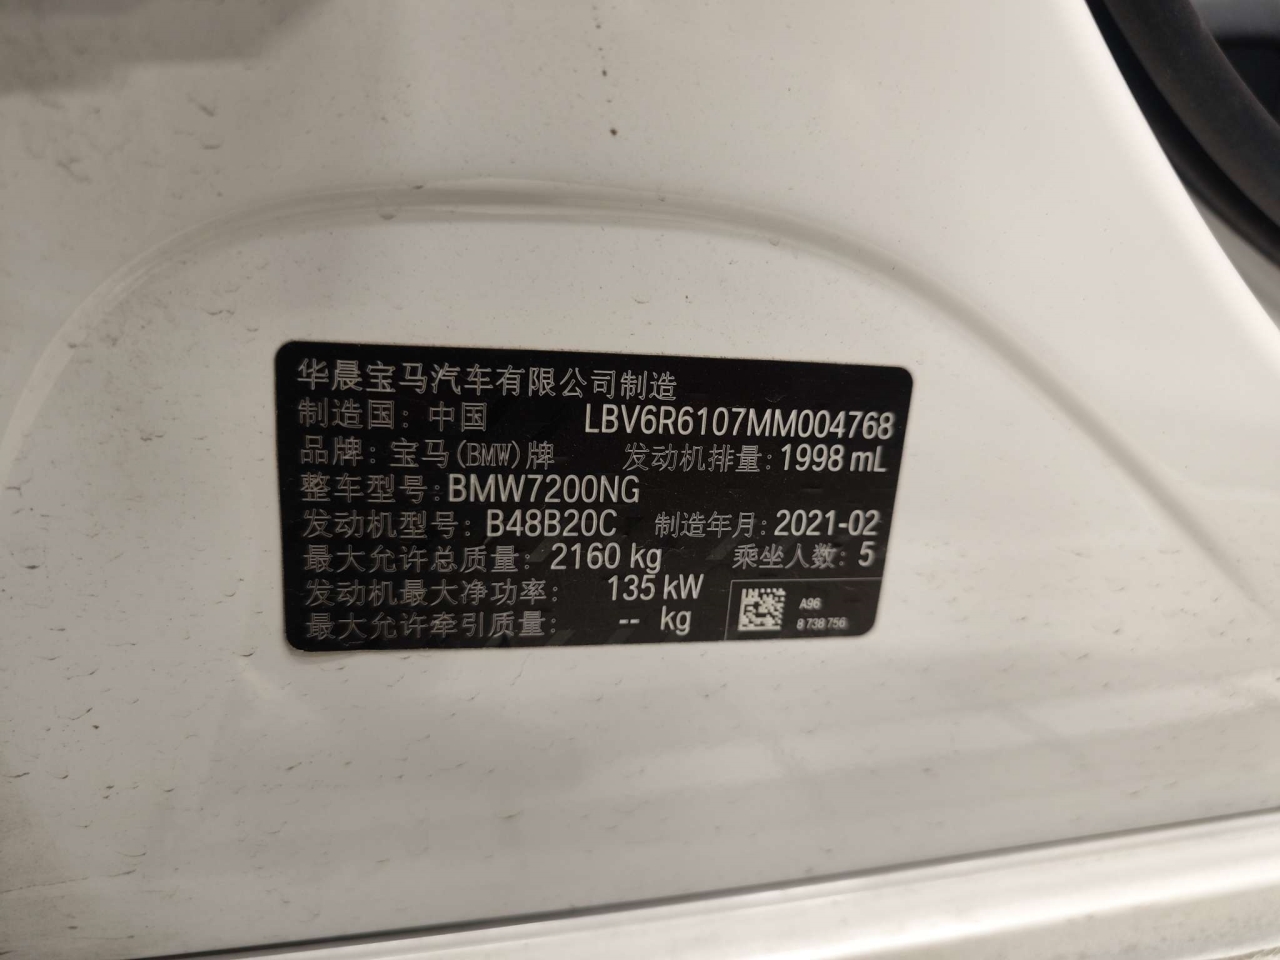 华晨宝马汽车有限公司制造
制造国：中国 LBV6R6107MM004768
品牌：宝马(BMW)牌 发动机排量：1998 mL
整车型号：BMW7200NG
发动机型号：B48B20C 制造年月：2021-02
最大允许总质量：2160 kg 乘坐人数：5
发动机最大净功率：135 kW
最大允许牵引质量：-- kg
A96
8 738 756